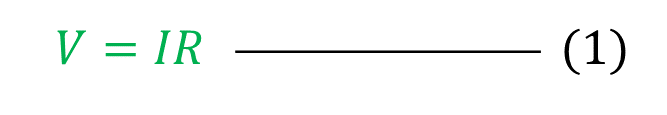 V = IR ————— (1)